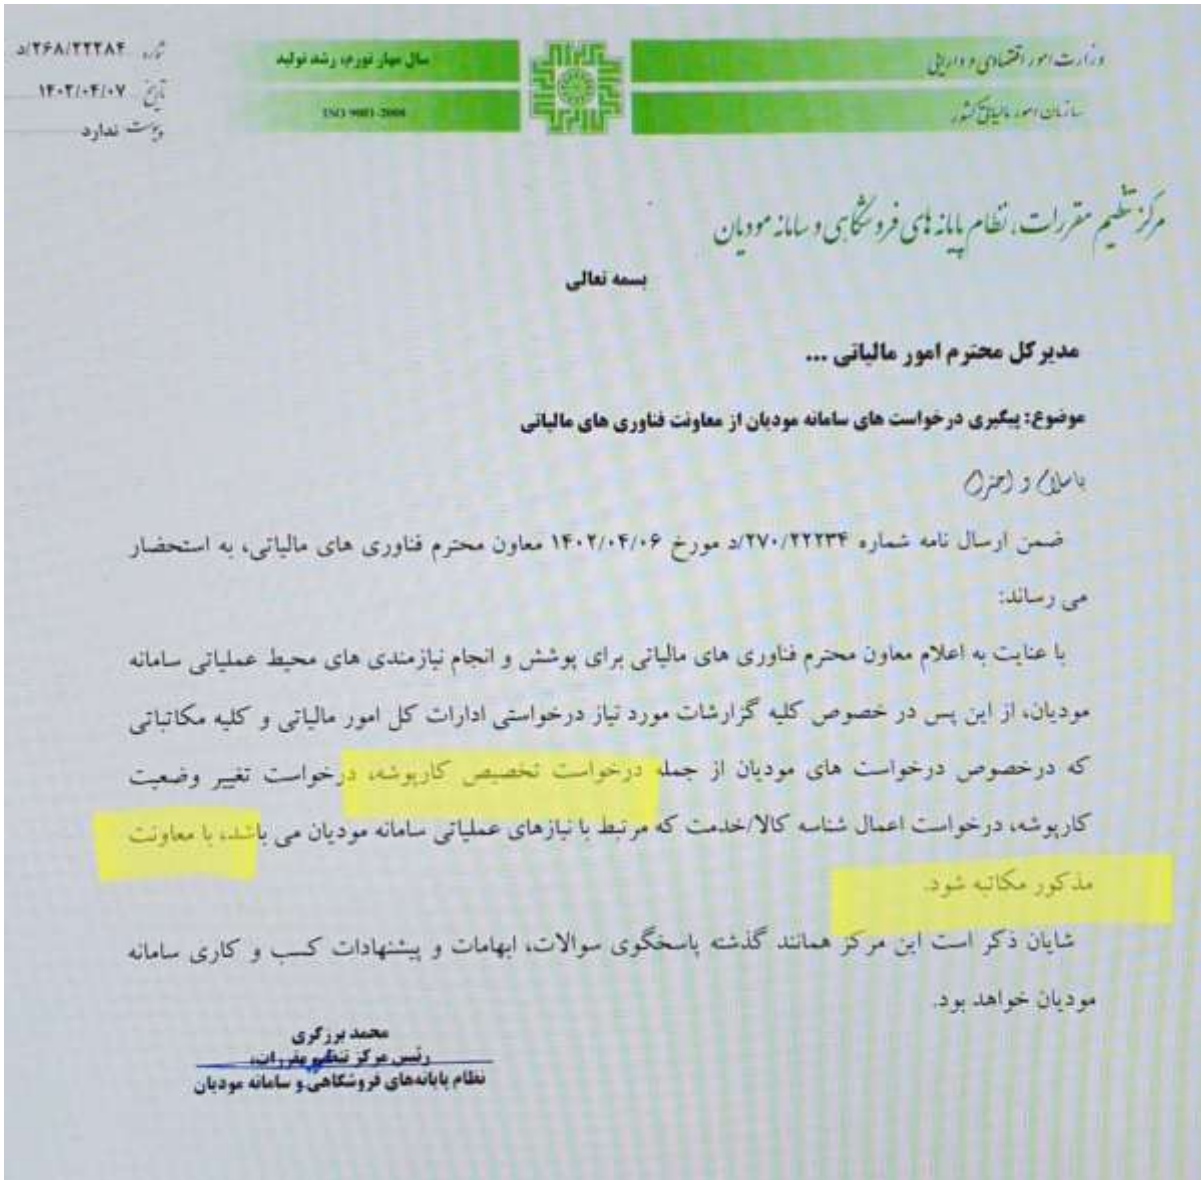 وزارت امور اقتصادی و دارایی
سازمان امور مالیاتی کشور
سال مهار تورم، رشد تولید
ISO 9001-2008
شماره ۲۶۸/۲۲۲۸۴/د
تاریخ ۱۴۰۲/۰۴/۰۷
پیوست ندارد
مرکز تنظیم مقررات، نظام پایانه های فروشگاهی و سامانه مودیان
بسمه تعالی
مدیر کل محترم امور مالیاتی ...
موضوع: پیگیری درخواست های سامانه مودیان از معاونت فناوری های مالیاتی
با سلام و احترام
ضمن ارسال نامه شماره ۲۷۰/۲۲۲۳۴/د مورخ ۱۴۰۲/۰۴/۰۶ معاون محترم فناوری های مالیاتی، به استحضار
می رساند:
با عنایت به اعلام معاون محترم فناوری های مالیاتی برای پوشش و انجام نیازمندی های محیط عملیاتی سامانه
مودیان، از این پس در خصوص کلیه گزارشات مورد نیاز درخواستی ادارات کل امور مالیاتی و کلیه مکاتباتی
که درخصوص درخواست های مودیان از جمله درخواست تخصیص کارپوشه، درخواست تغییر وضعیت
کارپوشه، درخواست اعمال شناسه کالا/خدمت که مرتبط با نیازهای عملیاتی سامانه مودیان می باشد، با معاونت
مذکور مکاتبه شود.
شایان ذکر است این مرکز همانند گذشته پاسخگوی سوالات، ابهامات و پیشنهادات کسب و کاری سامانه
مودیان خواهد بود.
محمد برزگری
رئیس مرکز تنظیم مقررات،
نظام پایانه‌های فروشگاهی و سامانه مودیان